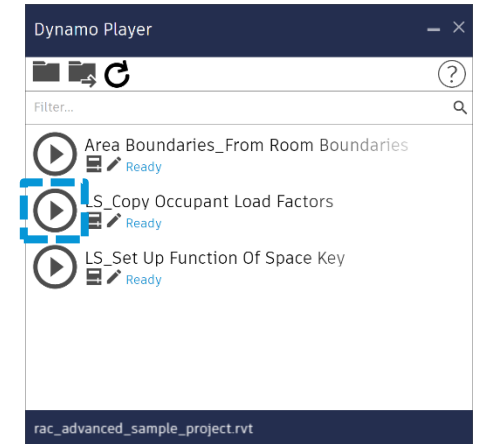 Dynamo Player
?
Filter...
Area Boundaries_From Room Boundaries
Ready
LS_Copy Occupant Load Factors
Ready
LS_Set Up Function Of Space Key
Ready
rac_advanced_sample_project.rvt